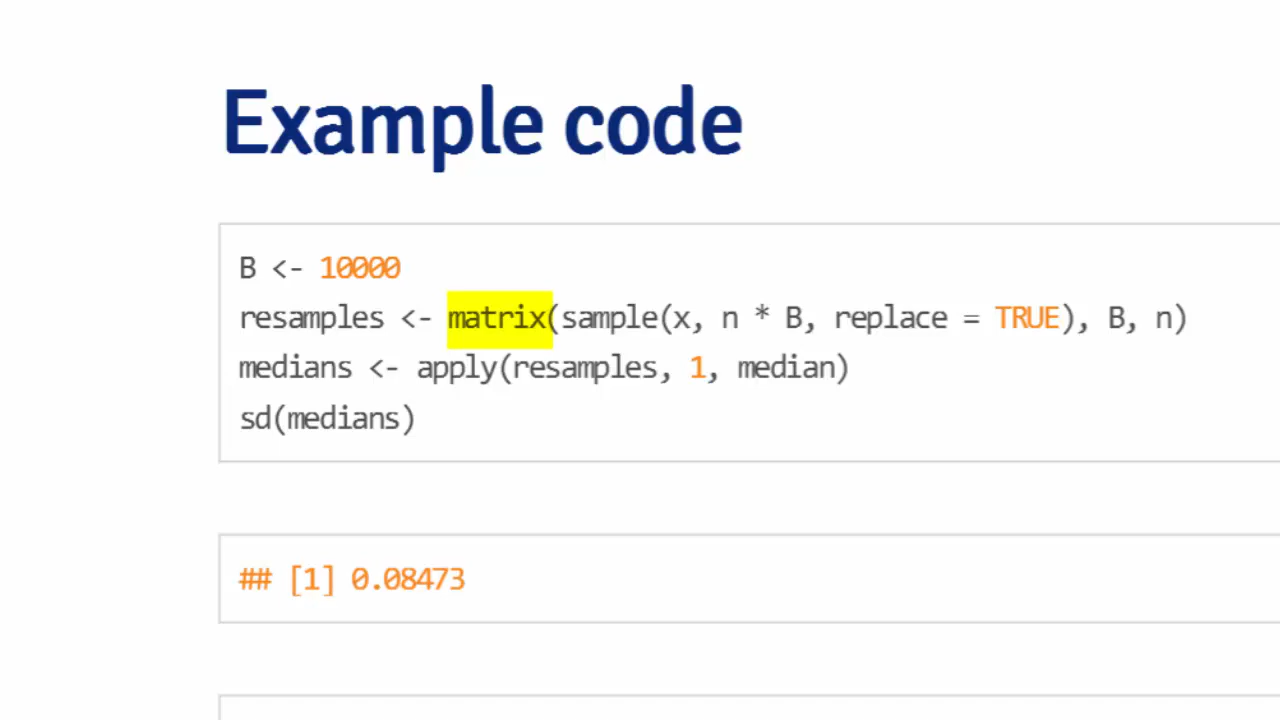 Example code
B <- 10000
resamples <- matrix(sample(x, n * B, replace = TRUE), B, n)
medians <- apply(resamples, 1, median)
sd(medians)
## [1] 0.08473